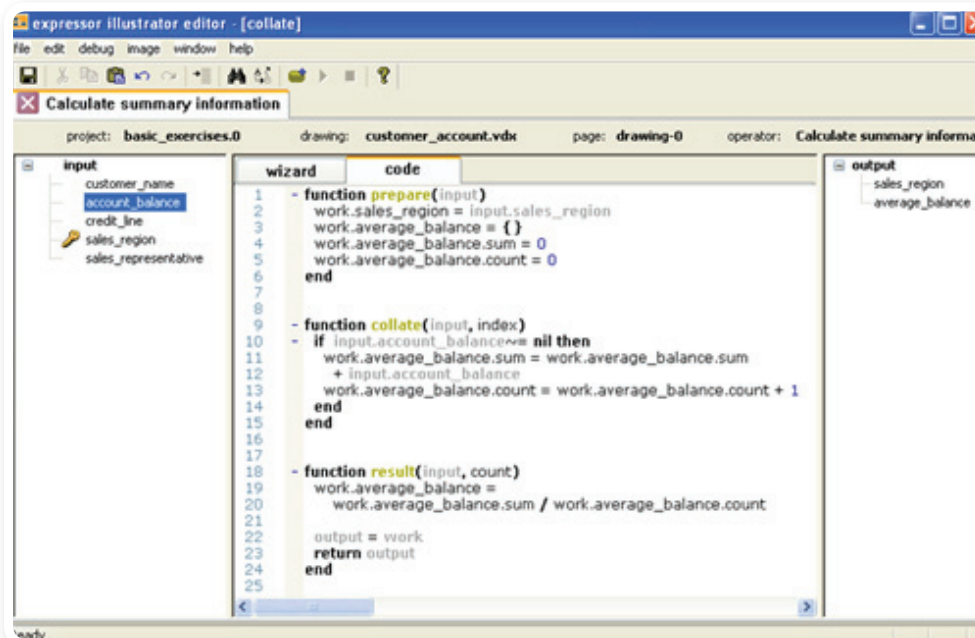 expressor illustrator editor - [collate]
file edit debug image window help
Calculate summary information
project: basic_exercises.0 drawing: customer_account.vdx page: drawing-0 operator: Calculate summary informa
input
customer_name
account_balance
credit_line
sales_region
sales_representative
wizard code
1 - function prepare(input)
2 work.sales_region = input.sales_region
3 work.average_balance = {}
4 work.average_balance.sum = 0
5 work.average_balance.count = 0
6 end
7
8
9 - function collate(input, index)
10 - if input.account_balance~= nil then
11 work.average_balance.sum = work.average_balance.sum
12 + input.account_balance
13 work.average_balance.count = work.average_balance.count + 1
14 end
15 end
16
17
18 - function result(input, count)
19 work.average_balance =
20 work.average_balance.sum / work.average_balance.count
21
22 output = work
23 return output
24 end
25
output
sales_region
average_balance